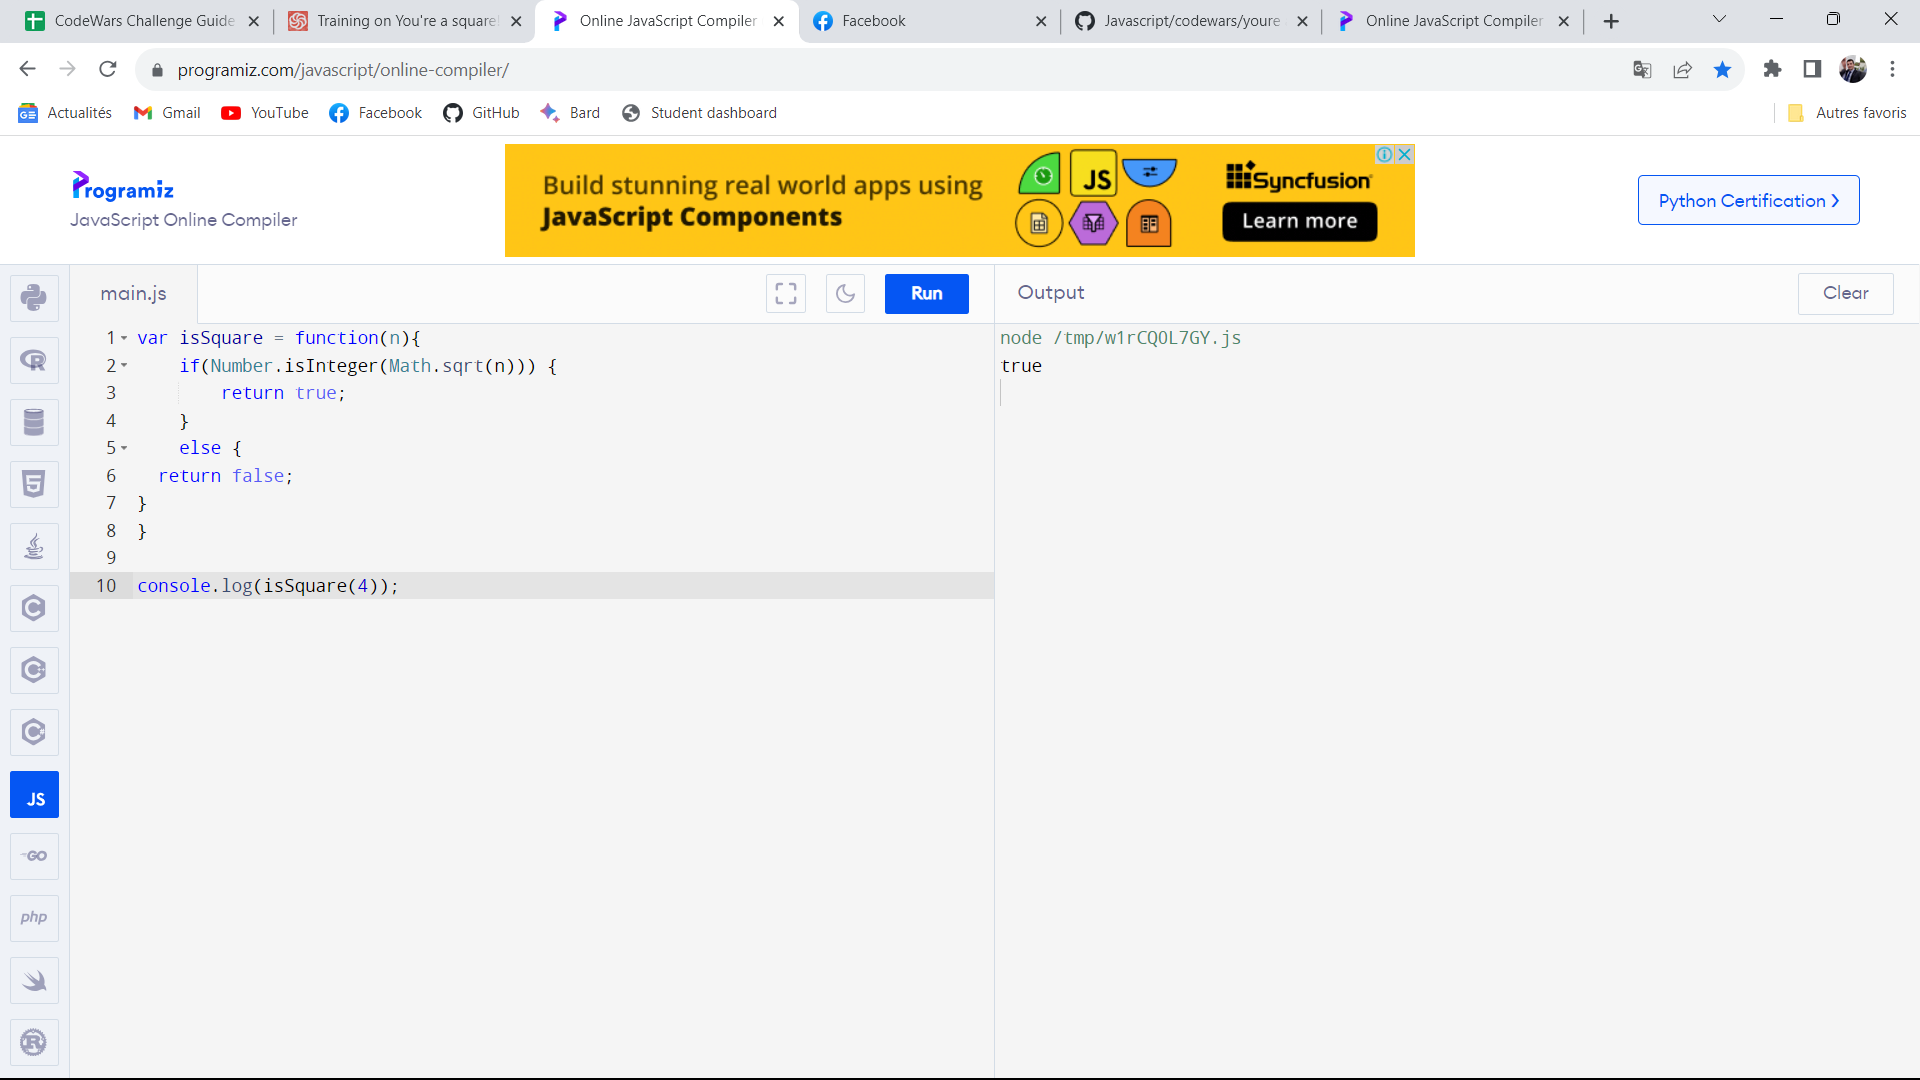 CodeWars Challenge Guide
Training on You're a square!
Online JavaScript Compiler
Facebook
Javascript/codewars/youre
Online JavaScript Compiler
programiz.com/javascript/online-compiler/
Actualités
Gmail
YouTube
Facebook
GitHub
Bard
Student dashboard
Autres favoris
Programiz
JavaScript Online Compiler
Build stunning real world apps using
JavaScript Components
JS
Syncfusion
Learn more
Python Certification ›
main.js
Run
Output
Clear
1 var isSquare = function(n){
2 if(Number.isInteger(Math.sqrt(n))) {
3 return true;
4 }
5 else {
6 return false;
7 }
8 }
9
10 console.log(isSquare(4));
node /tmp/w1rCQ0L7GY.js
true
R
5
C
C
C
JS
GO
php
R